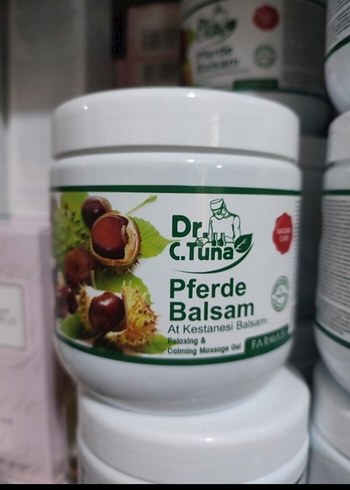 Pferde
Balsam
Dr.
C.Tuna
Pferde
Balsam
At Kestanesi Balsamı
Relaxing &
Calming Massage Gel
FARMASI